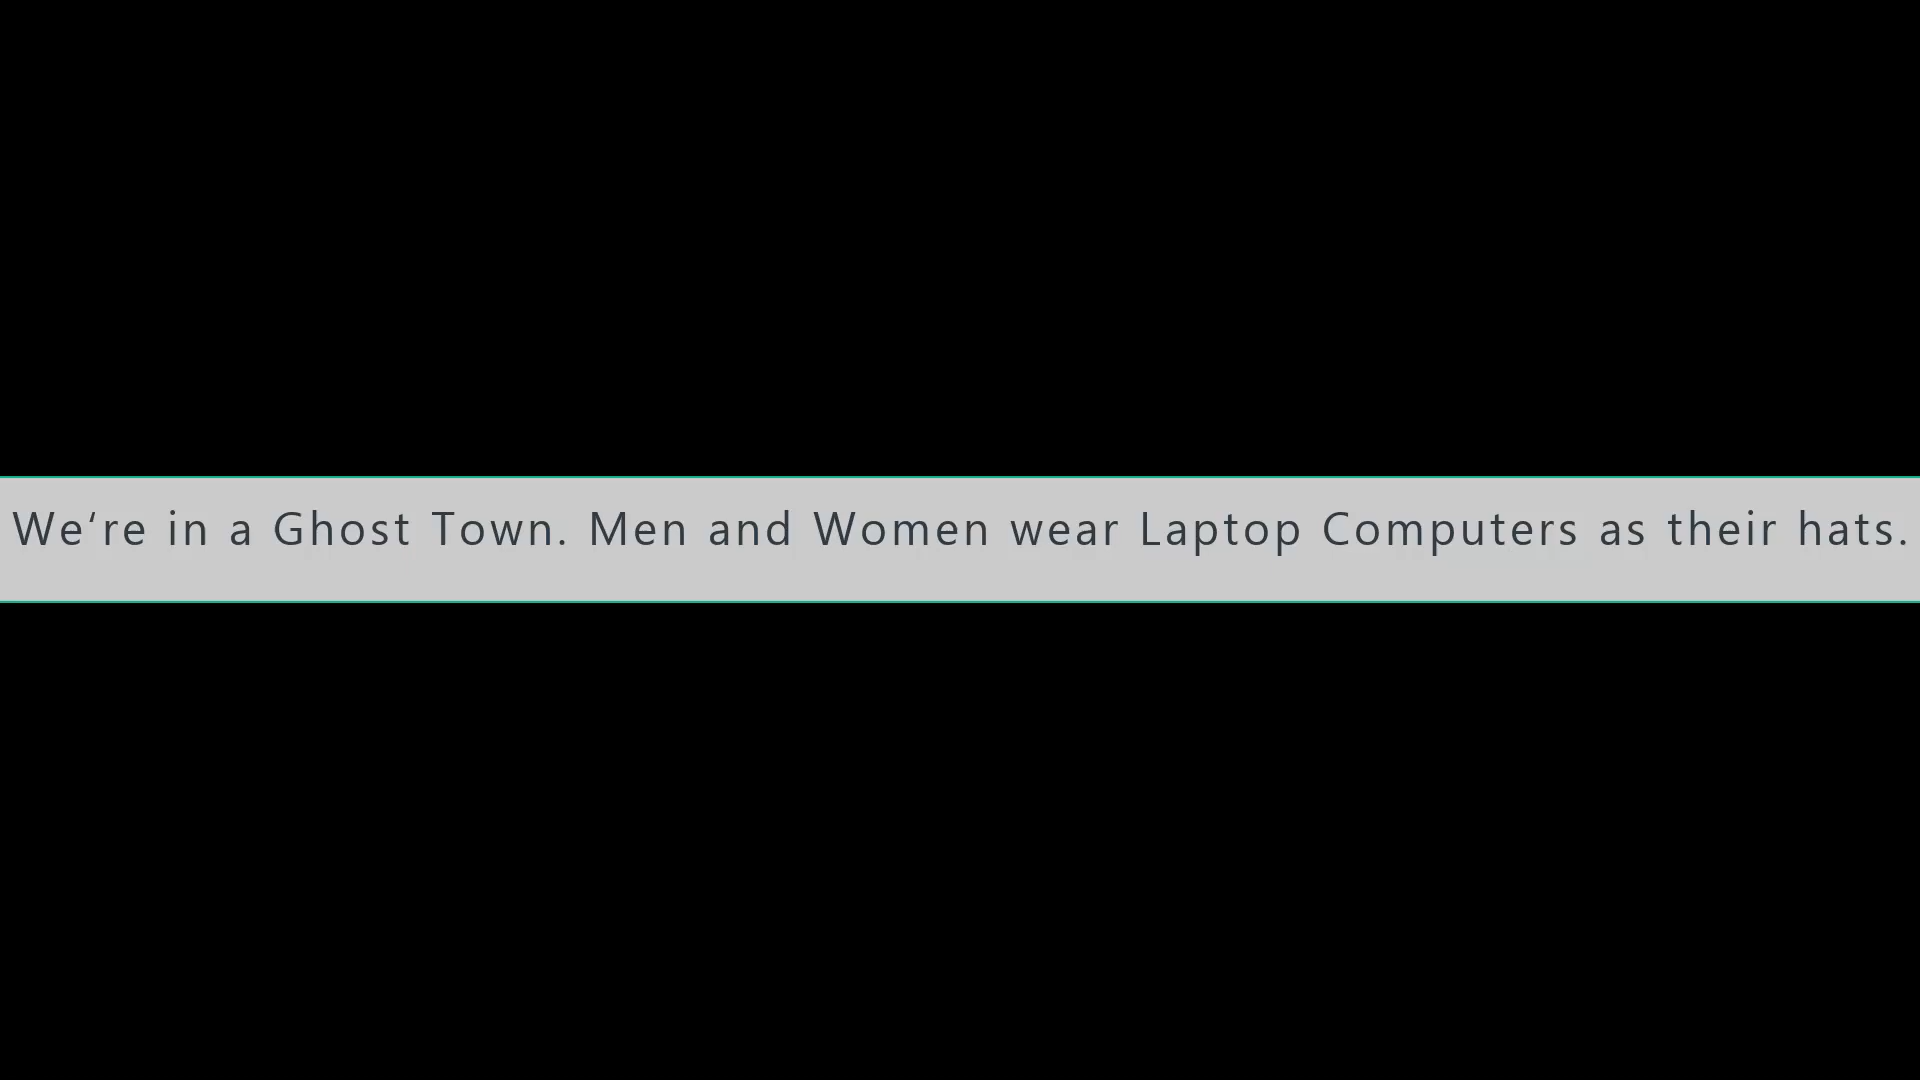 We‘re in a Ghost Town. Men and Women wear Laptop Computers as their hats.